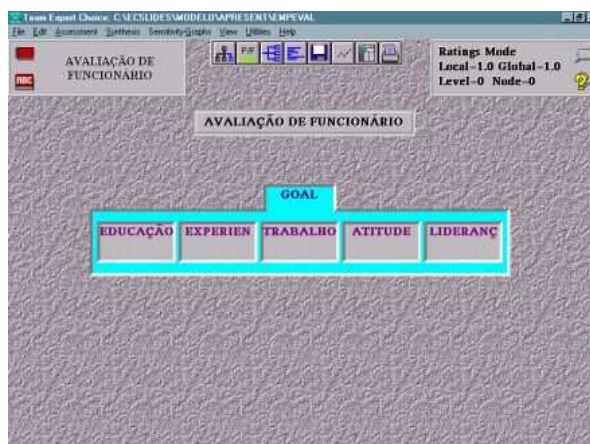 Team Expert Choice: C:\ECSLIDES\MODELD\APRESENT\EMPEVAL
File Edit Assessment Synthesis Sensitivity-Graphs View Utilities Help
AVALIAÇÃO DE
FUNCIONÁRIO
ABC
Ratings Mode
Local=1.0 Global=1.0
Level=0 Node=0
AVALIAÇÃO DE FUNCIONÁRIO
GOAL
EDUCAÇÃO EXPERIEN TRABALHO ATITUDE LIDERANÇ